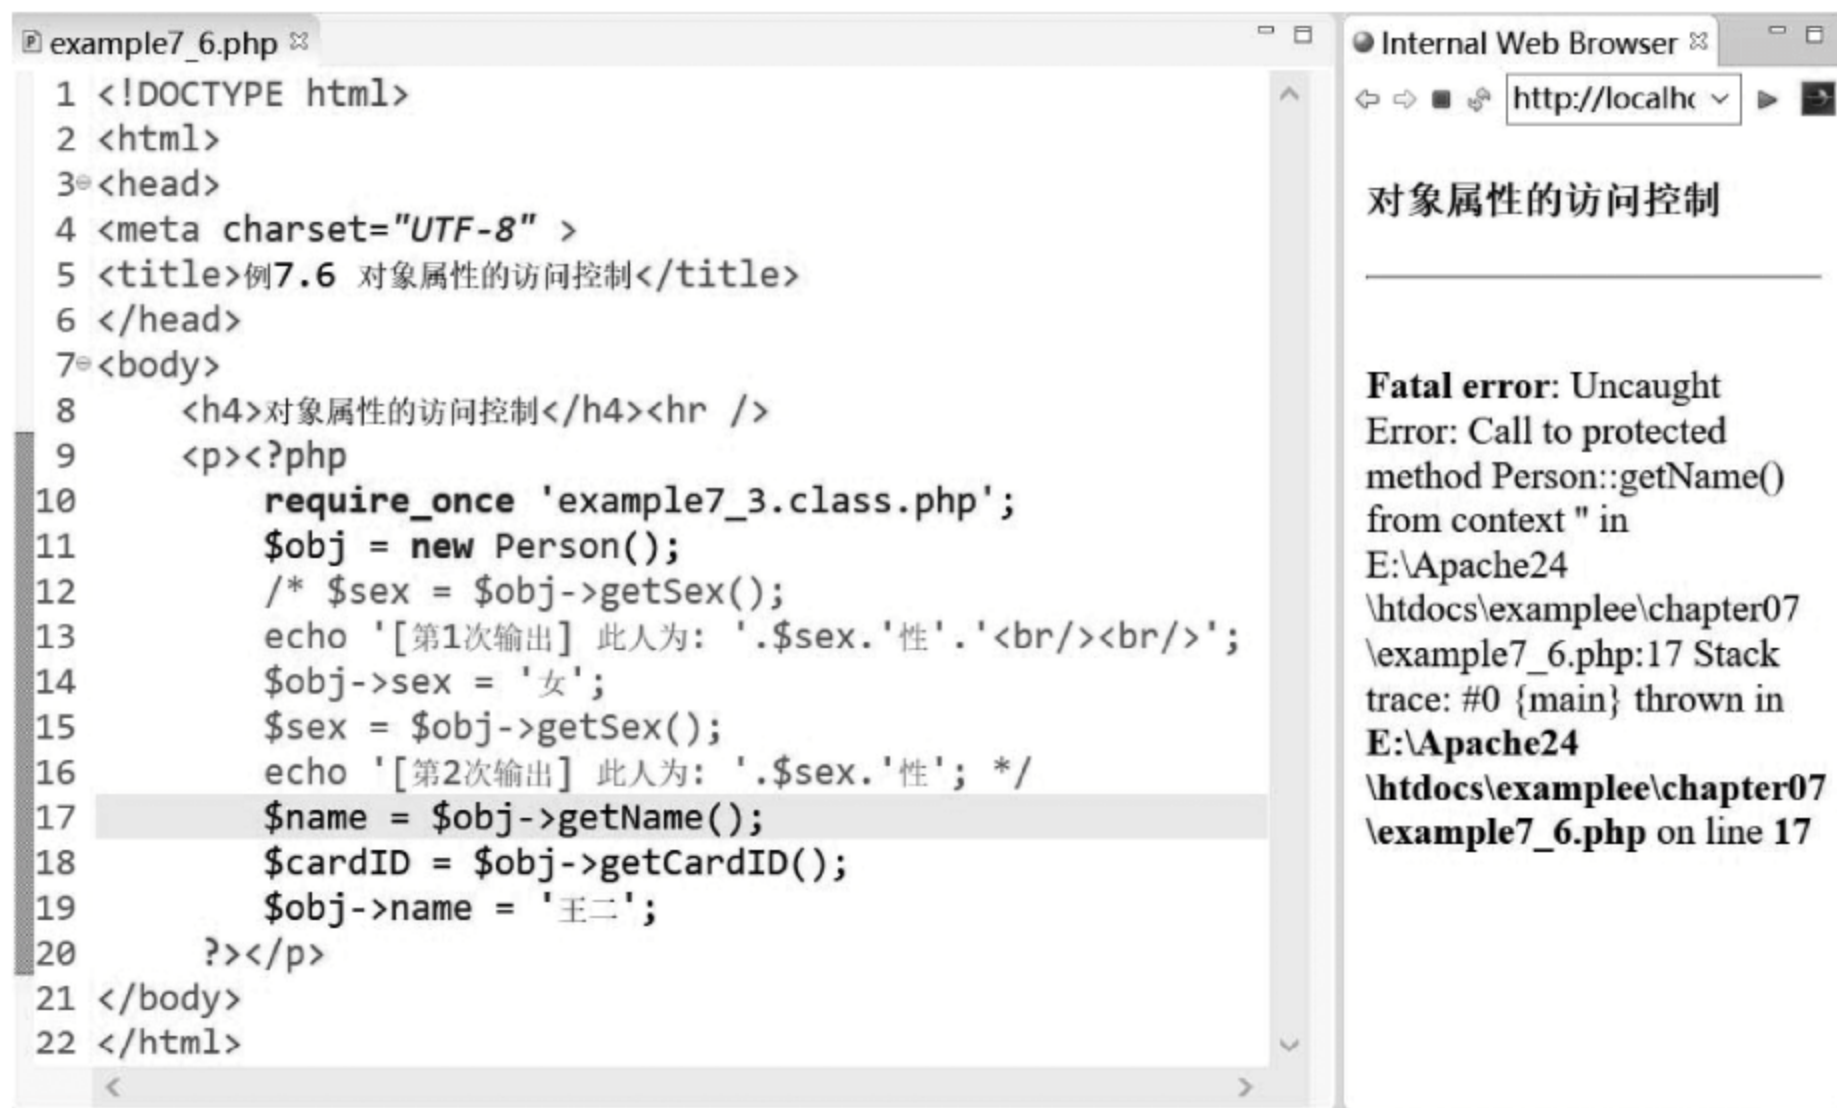 example7_6.php
1 <!DOCTYPE html>
2 <html>
3 <head>
4 <meta charset="UTF-8" >
5 <title>例7.6 对象属性的访问控制</title>
6 </head>
7 <body>
8 <h4>对象属性的访问控制</h4><hr />
9 <p><?php
10 require_once 'example7_3.class.php';
11 $obj = new Person();
12 /* $sex = $obj->getSex();
13 echo '[第1次输出] 此人为: '.$sex.'性'.'<br/><br/>';
14 $obj->sex = '女';
15 $sex = $obj->getSex();
16 echo '[第2次输出] 此人为: '.$sex.'性'; */
17 $name = $obj->getName();
18 $cardID = $obj->getCardID();
19 $obj->name = '王二';
20 ?></p>
21 </body>
22 </html>
Internal Web Browser
http://localhc
对象属性的访问控制
Fatal error: Uncaught
Error: Call to protected
method Person::getName()
from context '' in
E:\Apache24
\htdocs\examplee\chapter07
\example7_6.php:17 Stack
trace: #0 {main} thrown in
E:\Apache24
\htdocs\examplee\chapter07
\example7_6.php on line 17